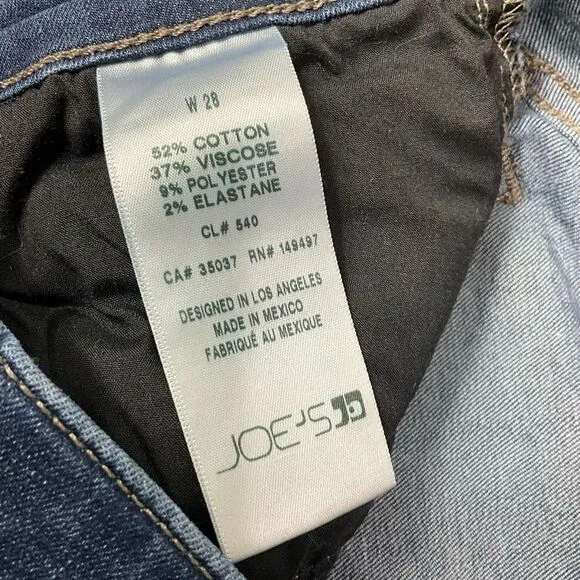 W 28
52% COTTON
37% VISCOSE
9% POLYESTER
2% ELASTANE
CL# 540
CA# 35037 RN# 149497
DESIGNED IN LOS ANGELES
MADE IN MEXICO
FABRIQUÉ AU MEXIQUE
JOE'S